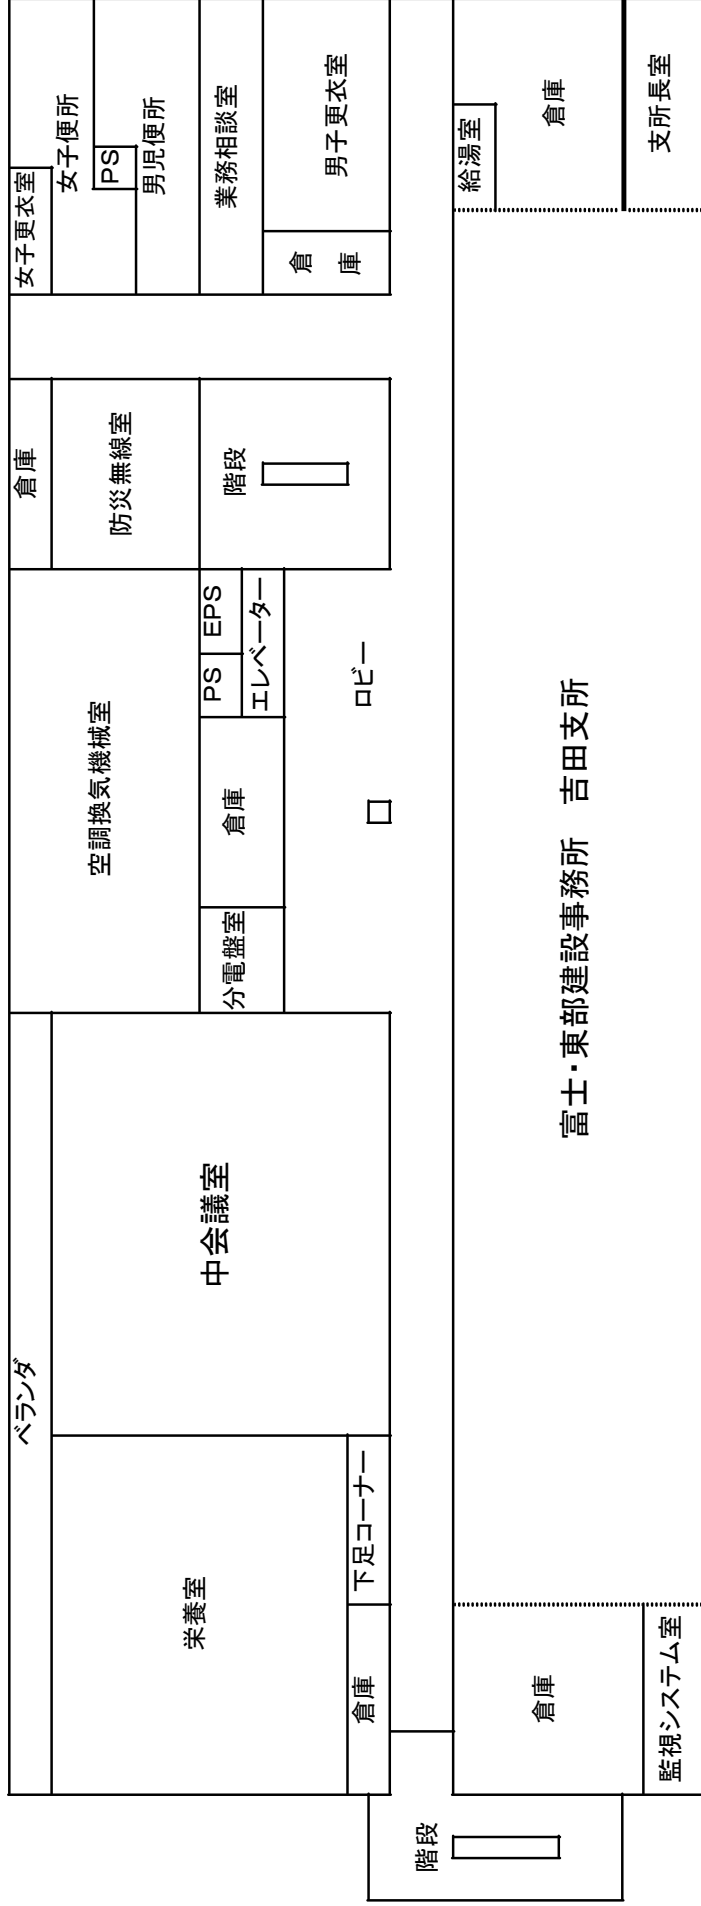 ベランダ
倉庫
女子更衣室
女子便所
空調換気機械室
防災無線室
PS
男児便所
栄養室
中会議室
PS
EPS
業務相談室
分電盤室
倉庫
階段
エレベーター
倉
庫
男子更衣室
倉庫
下足コーナー
ロビー
階段
給湯室
倉庫
倉庫
富士・東部建設事務所　吉田支所
監視システム室
支所長室